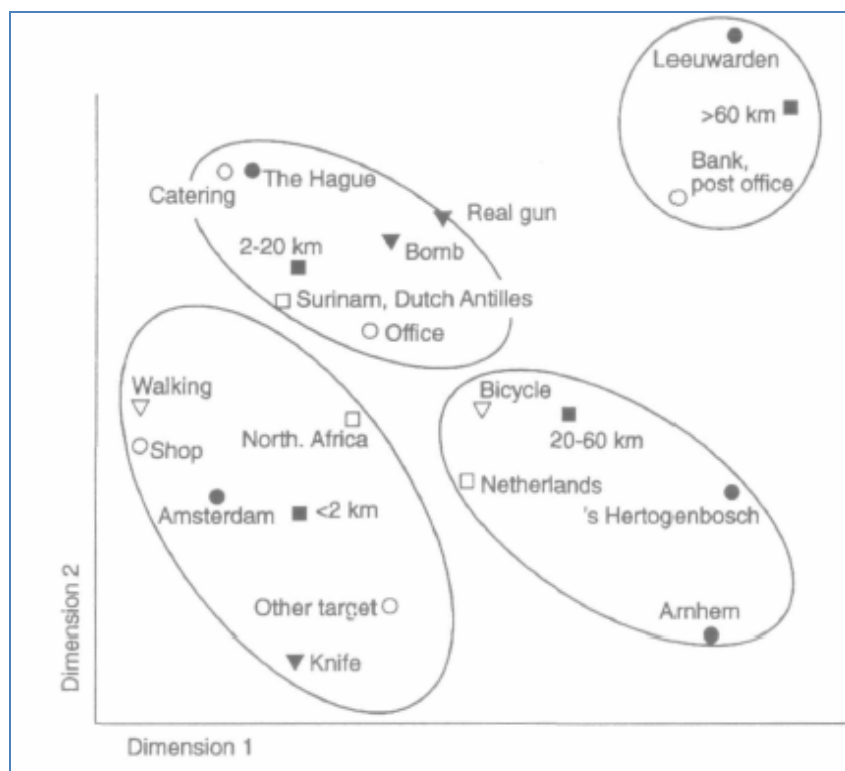 Leeuwarden
>60 km
Bank,
post office
The Hague
Catering
Real gun
Bomb
2-20 km
Surinam, Dutch Antilles
Office
Walking
Bicycle
North. Africa
20-60 km
Shop
Netherlands
Amsterdam
<2 km
's Hertogenbosch
Other target
Arnhem
Knife
Dimension 2
Dimension 1